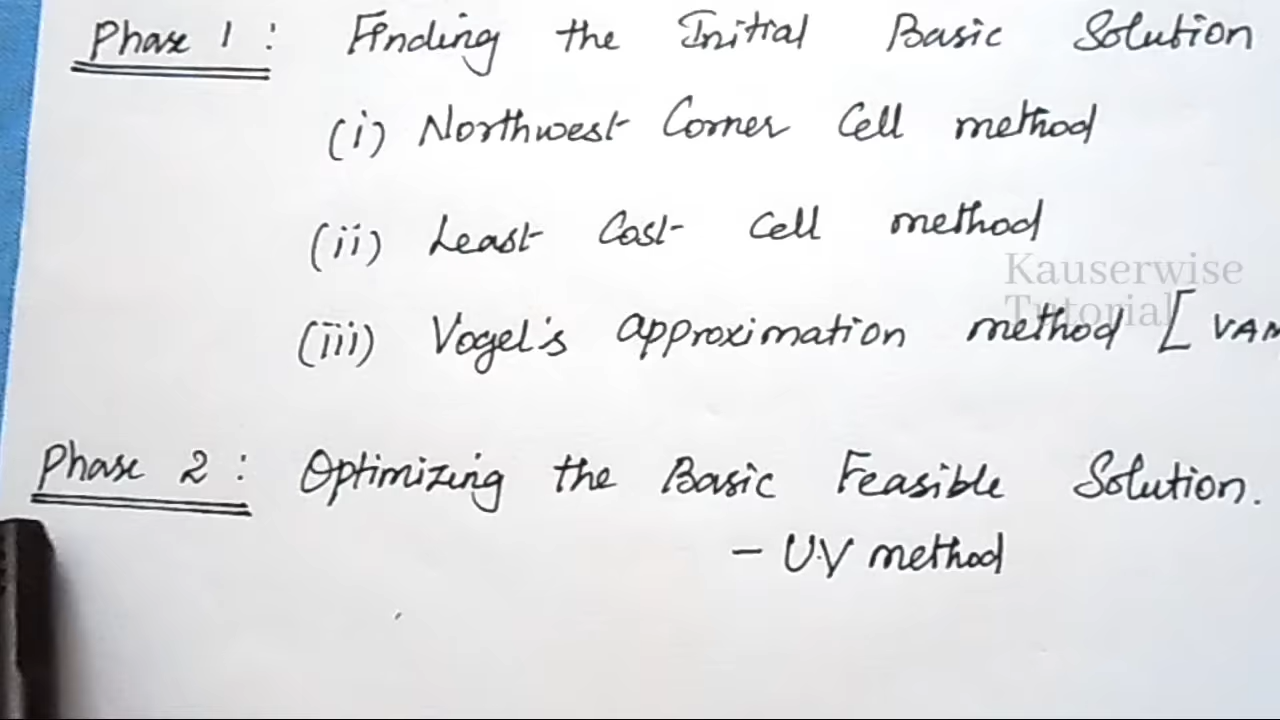 Phase 1 : Finding the Initial Basic Solution
(i) Northwest Corner Cell method
(ii) Least Cost Cell method
Kauserwise
Tutorial
(iii) Vogel's approximation method [ VAM
Phase 2 : Optimizing the Basic Feasible Solution.
- U.V method